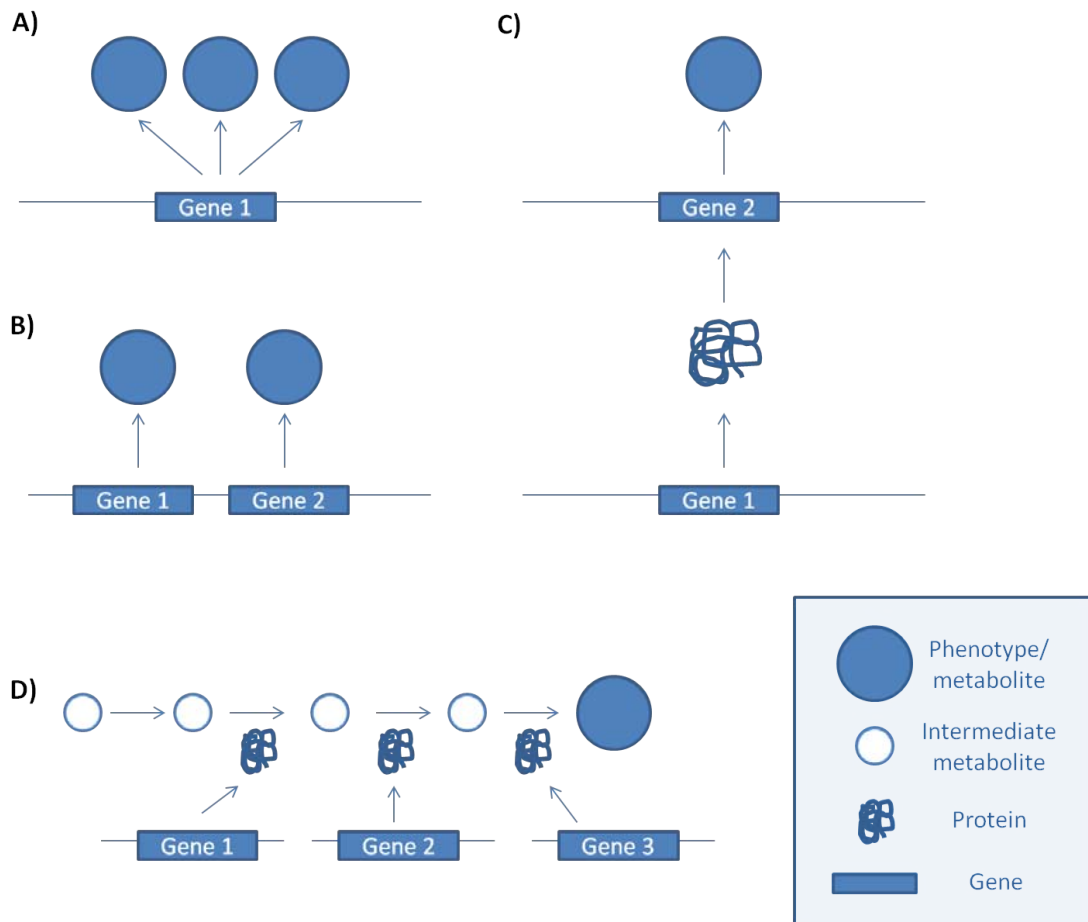 A)
Gene 1
B)
Gene 1
Gene 2
C)
Gene 2
Gene 1
D)
Gene 1
Gene 2
Gene 3
Phenotype/
metabolite
Intermediate
metabolite
Protein
Gene